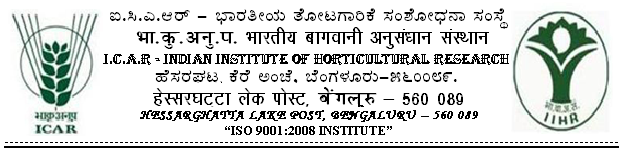 ಐ.ಸಿ.ಎ.ಆರ್ – ಭಾರತೀಯ ತೋಟಗಾರಿಕೆ ಸಂಶೋಧನಾ ಸಂಸ್ಥೆ
भा.कु.अनु.प. भारतीय बागवानी अनुसंधान संस्थान
I.C.A.R - INDIAN INSTITUTE OF HORTICULTURAL RESEARCH
ಹೆಸರಘಟ್ಟ ಕೆರೆ ಅಂಚೆ, ಬೆಂಗಳೂರು–೫೬೦೦೮೯.
हेस्सरघटटा लेक पोस्ट, बेंगलूरु – 560 089
HESSARGHATTA LAKE POST, BENGALURU – 560 089
“ISO 9001:2008 INSTITUTE”
भाकृअनुप
ICAR
IIHR